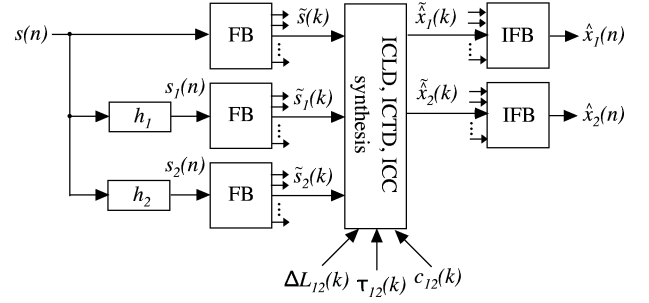 s(n)
FB
s̃(k)
x̂̃₁(k)
IFB
x̂₁(n)
s₁(n)
h₁
FB
s̃₁(k)
ICLD, ICTD, ICC
synthesis
x̂̃₂(k)
IFB
x̂₂(n)
s₂(n)
h₂
FB
s̃₂(k)
ΔL₁₂(k)
τ₁₂(k)
c₁₂(k)